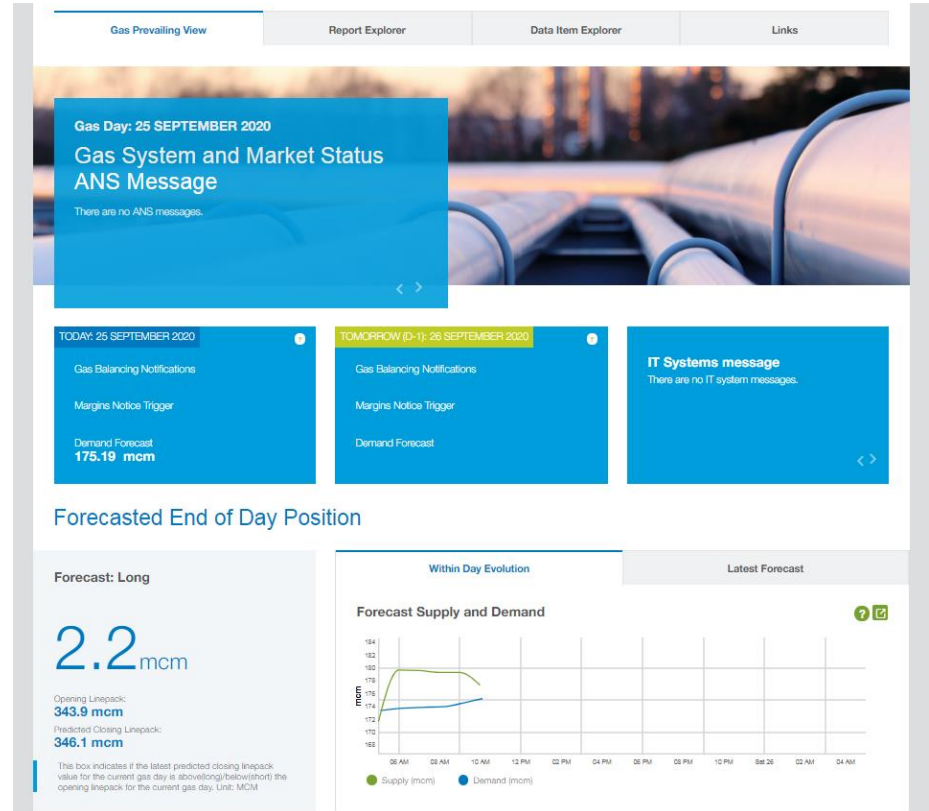 Gas Prevailing View
Report Explorer
Data Item Explorer
Links
Gas Day: 25 SEPTEMBER 2020
Gas System and Market Status
ANS Message
There are no ANS messages.
TODAY: 25 SEPTEMBER 2020
Gas Balancing Notifications
Margins Notice Trigger
Demand Forecast
175.19 mcm
TOMORROW (D-1): 26 SEPTEMBER 2020
Gas Balancing Notifications
Margins Notice Trigger
Demand Forecast
IT Systems message
There are no IT system messages.
Forecasted End of Day Position
Forecast: Long
2.2 mcm
Opening Linepack:
343.9 mcm
Predicted Closing Linepack:
346.1 mcm
This box indicates if the latest predicted closing linepack
value for the current gas day is above(long)/below(short) the
opening linepack for the current gas day. Unit: MCM
Within Day Evolution
Latest Forecast
Forecast Supply and Demand
?
184
182
180
178
176
174
172
170
168
mcm
06 AM
08 AM
10 AM
12 PM
02 PM
04 PM
06 PM
08 PM
10 PM
Sat 26
02 AM
04 AM
Supply (mcm)
Demand (mcm)